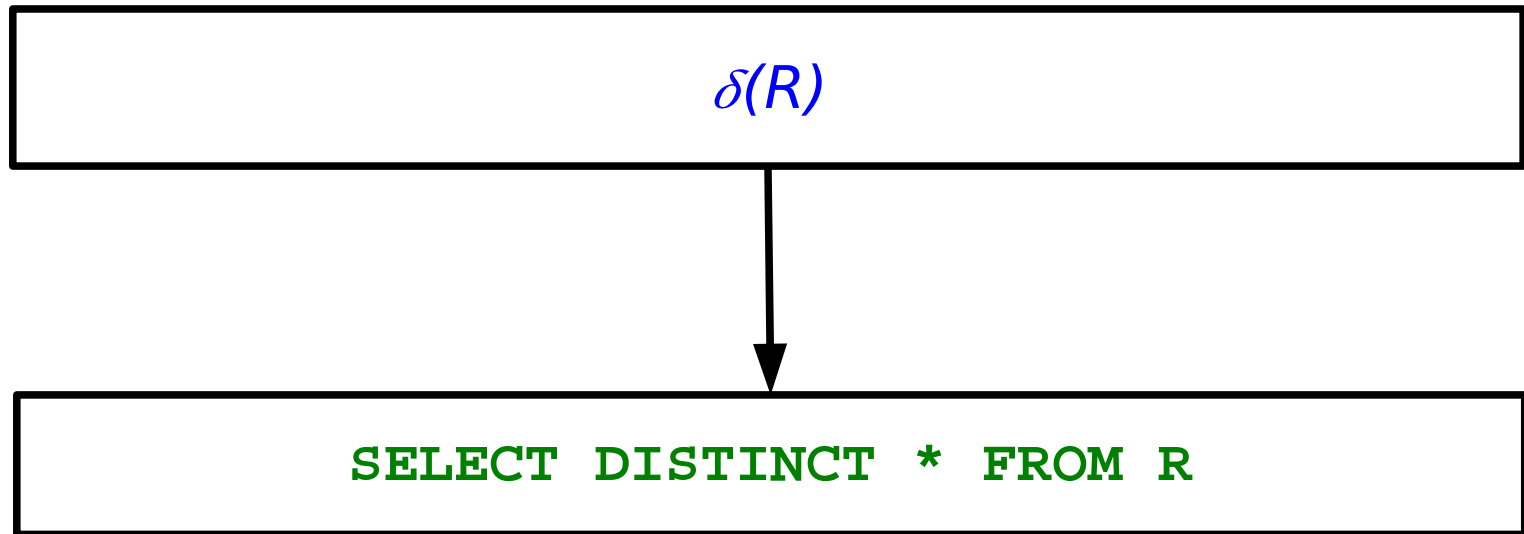 δ(R)
SELECT DISTINCT * FROM R